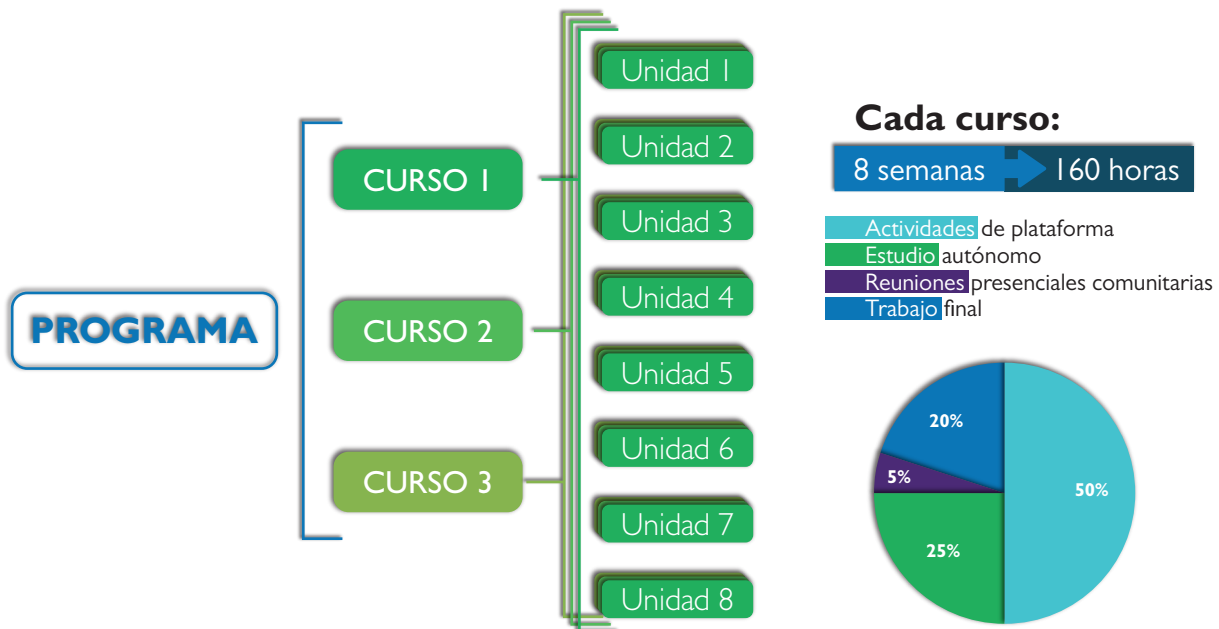 PROGRAMA
CURSO 1
CURSO 2
CURSO 3
Unidad 1
Unidad 2
Unidad 3
Unidad 4
Unidad 5
Unidad 6
Unidad 7
Unidad 8
Cada curso:
8 semanas 160 horas
Actividades de plataforma
Estudio autónomo
Reuniones presenciales comunitarias
Trabajo final
20%
5%
50%
25%